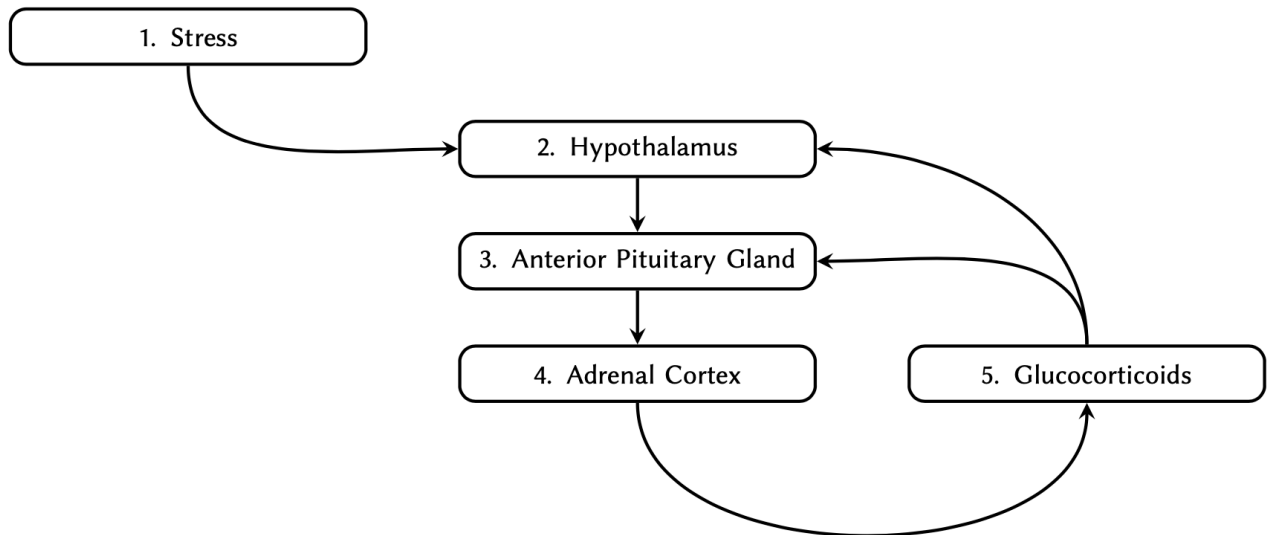 1. Stress
2. Hypothalamus
3. Anterior Pituitary Gland
4. Adrenal Cortex
5. Glucocorticoids